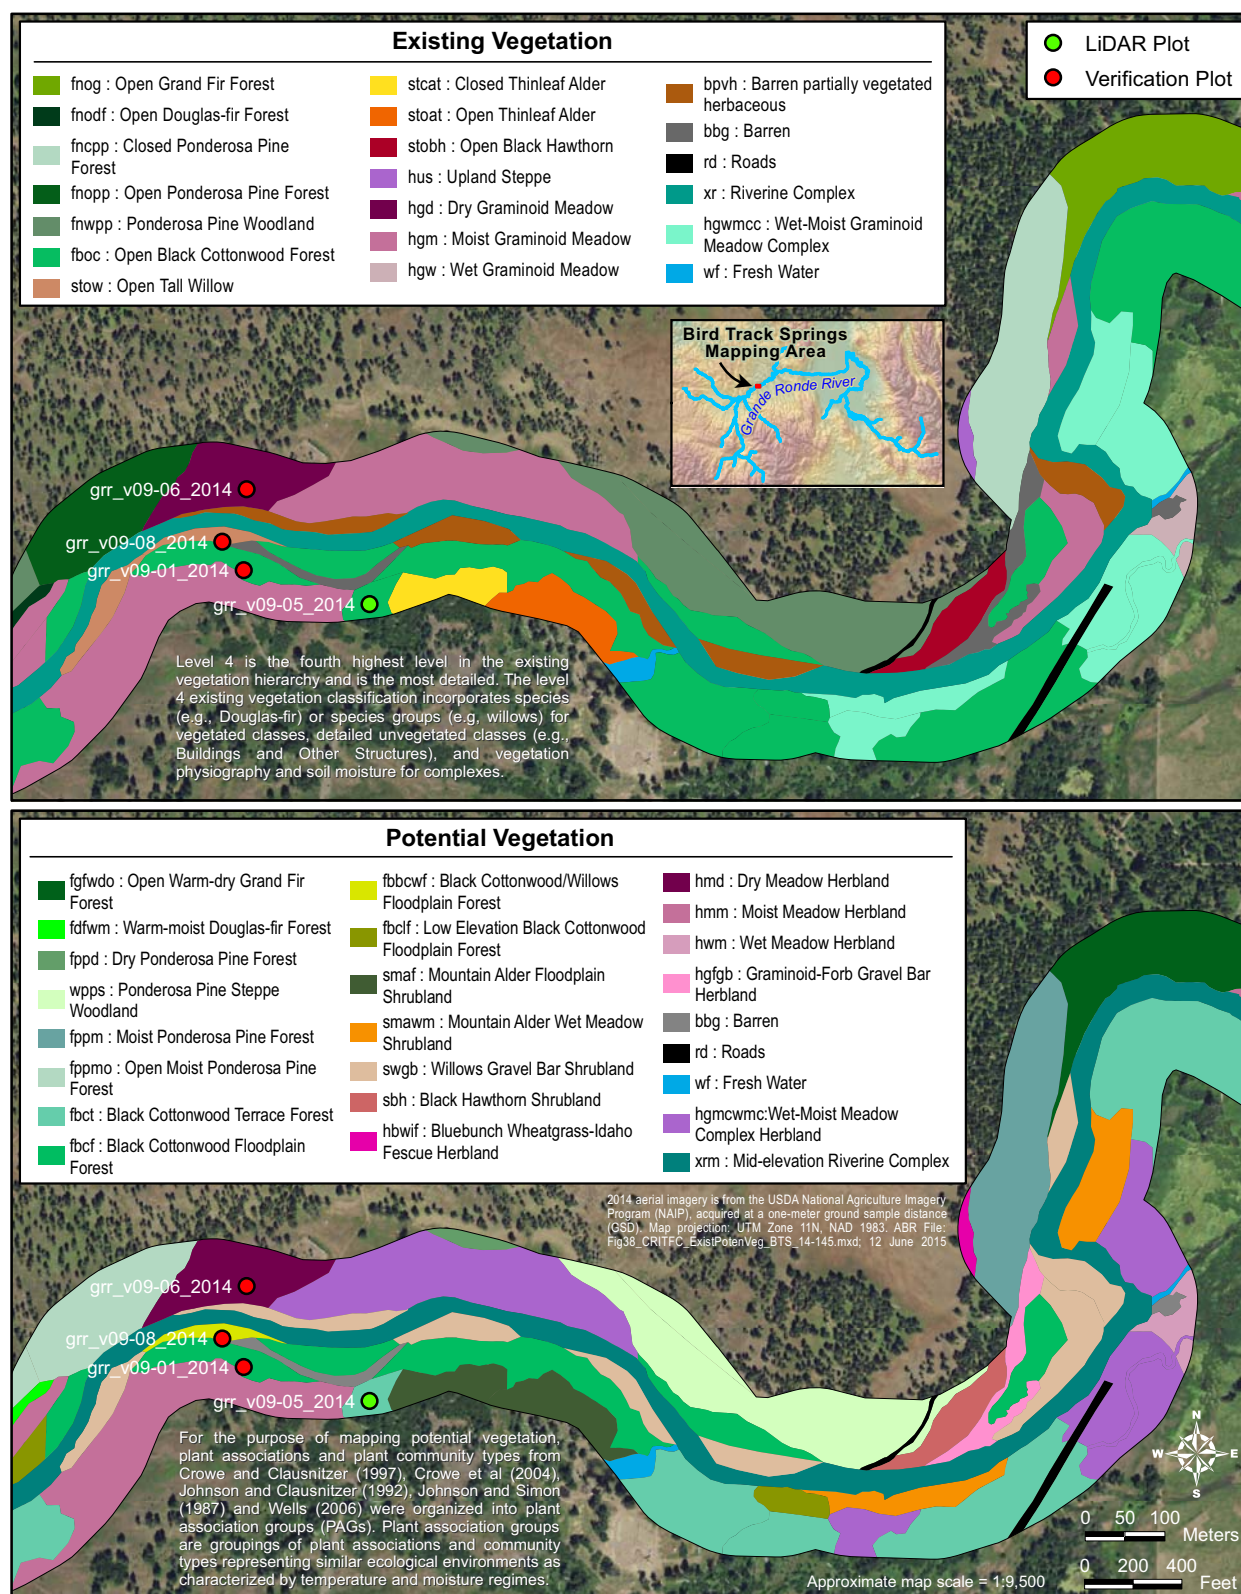 Existing Vegetation
fnog : Open Grand Fir Forest
fnodf : Open Douglas-fir Forest
fncpp : Closed Ponderosa Pine
Forest
fnopp : Open Ponderosa Pine Forest
fnwpp : Ponderosa Pine Woodland
fboc : Open Black Cottonwood Forest
stow : Open Tall Willow
stcat : Closed Thinleaf Alder
stoat : Open Thinleaf Alder
stobh : Open Black Hawthorn
hus : Upland Steppe
hgd : Dry Graminoid Meadow
hgm : Moist Graminoid Meadow
hgw : Wet Graminoid Meadow
bpvh : Barren partially vegetated
herbaceous
bbg : Barren
rd : Roads
xr : Riverine Complex
hgwmcc : Wet-Moist Graminoid
Meadow Complex
wf : Fresh Water
LiDAR Plot
Verification Plot
Bird Track Springs
Mapping Area
Grande Ronde River
grr_v09-06_2014
grr_v09-08_2014
grr_v09-01_2014
grr_v09-05_2014
Level 4 is the fourth highest level in the existing
vegetation hierarchy and is the most detailed. The level
4 existing vegetation classification incorporates species
(e.g., Douglas-fir) or species groups (e.g, willows) for
vegetated classes, detailed unvegetated classes (e.g.,
Buildings and Other Structures), and vegetation
physiography and soil moisture for complexes.
Potential Vegetation
fgfwdo : Open Warm-dry Grand Fir
Forest
fdfwm : Warm-moist Douglas-fir Forest
fppd : Dry Ponderosa Pine Forest
wpps : Ponderosa Pine Steppe
Woodland
fppm : Moist Ponderosa Pine Forest
fppmo : Open Moist Ponderosa Pine
Forest
fbct : Black Cottonwood Terrace Forest
fbcf : Black Cottonwood Floodplain
Forest
fbbcwf : Black Cottonwood/Willows
Floodplain Forest
fbclf : Low Elevation Black Cottonwood
Floodplain Forest
smaf : Mountain Alder Floodplain
Shrubland
smawm : Mountain Alder Wet Meadow
Shrubland
swgb : Willows Gravel Bar Shrubland
sbh : Black Hawthorn Shrubland
hbwif : Bluebunch Wheatgrass-Idaho
Fescue Herbland
hmd : Dry Meadow Herbland
hmm : Moist Meadow Herbland
hwm : Wet Meadow Herbland
hgfgb : Graminoid-Forb Gravel Bar
Herbland
bbg : Barren
rd : Roads
wf : Fresh Water
hgmcwmc:Wet-Moist Meadow
Complex Herbland
xrm : Mid-elevation Riverine Complex
2014 aerial imagery is from the USDA National Agriculture Imagery
Program (NAIP), acquired at a one-meter ground sample distance
(GSD). Map projection: UTM Zone 11N, NAD 1983. ABR File:
Fig38_CRITFC_ExistPotenVeg_BTS_14-145.mxd; 12 June 2015
grr_v09-06_2014
grr_v09-08_2014
grr_v09-01_2014
grr_v09-05_2014
For the purpose of mapping potential vegetation,
plant associations and plant community types from
Crowe and Clausnitzer (1997), Crowe et al (2004),
Johnson and Clausnitzer (1992), Johnson and Simon
(1987) and Wells (2006) were organized into plant
association groups (PAGs). Plant association groups
are groupings of plant associations and community
types representing similar ecological environments as
characterized by temperature and moisture regimes.
N
W E
S
0 50 100
Meters
0 200 400
Feet
Approximate map scale = 1:9,500